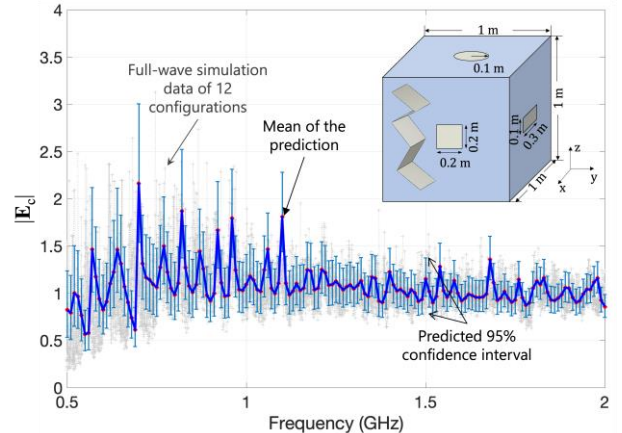 4
3.5
3
2.5
2
1.5
1
0.5
0
|E_c|
0.5
1
1.5
2
Frequency (GHz)
Full-wave simulation
data of 12
configurations
Mean of the
prediction
Predicted 95%
confidence interval
1 m
0.1 m
1 m
0.2 m
0.2 m
0.1 m
0.3 m
1 m
z
y
x